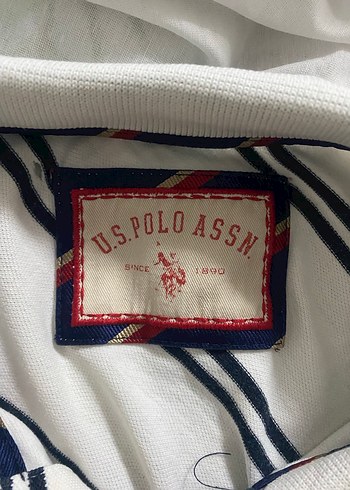 U.S. POLO ASSN.
SINCE 1890